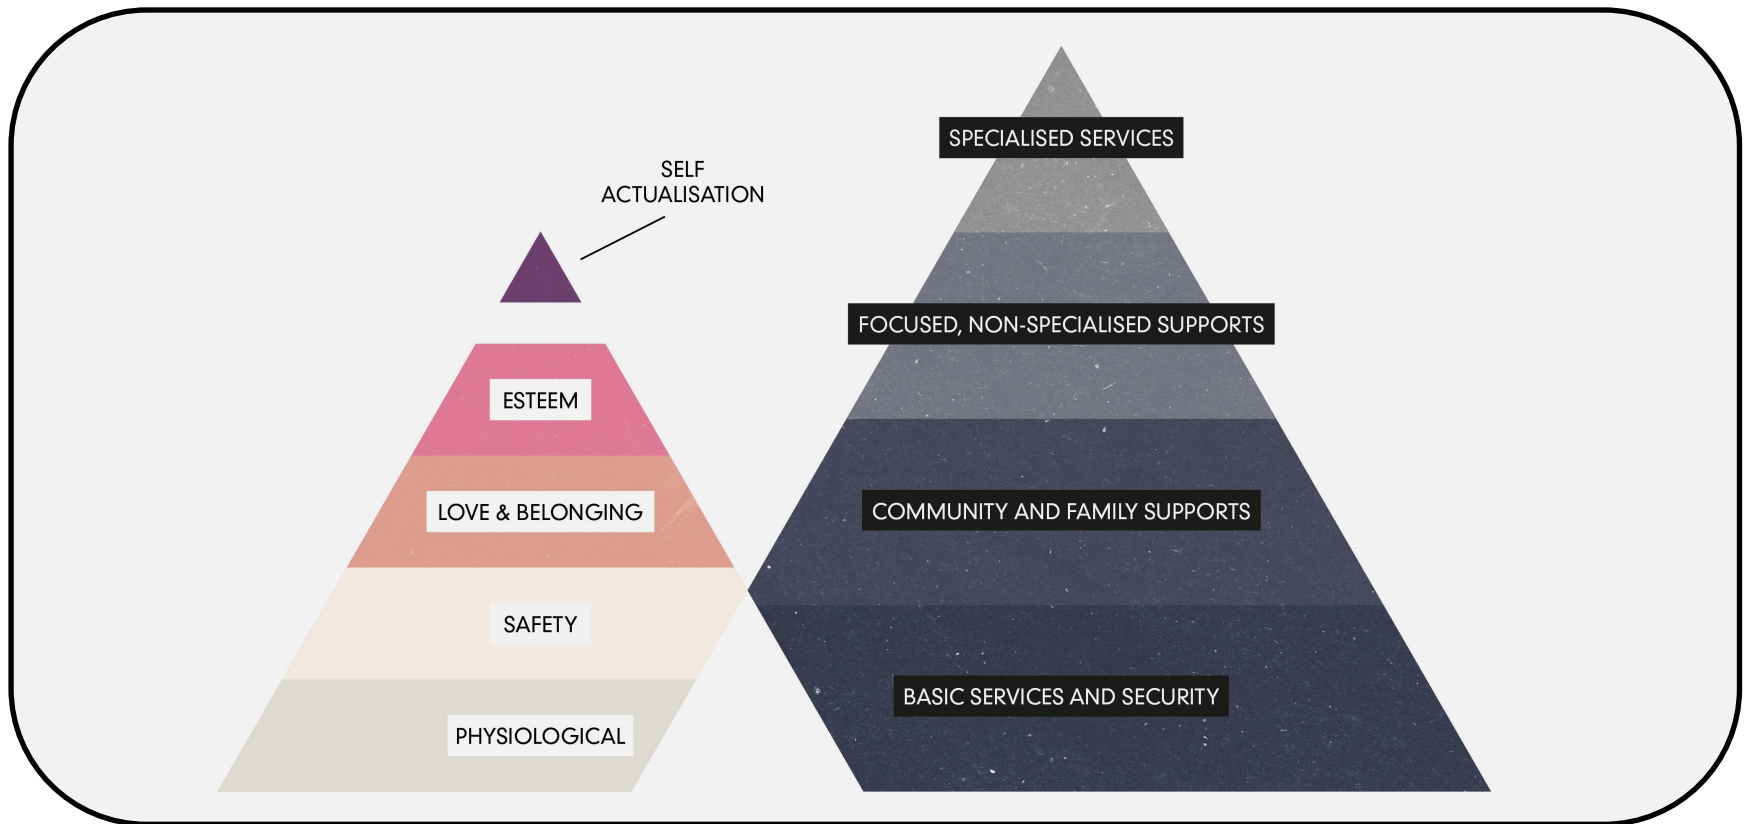 SELF
ACTUALISATION
ESTEEM
LOVE & BELONGING
SAFETY
PHYSIOLOGICAL
SPECIALISED SERVICES
FOCUSED, NON-SPECIALISED SUPPORTS
COMMUNITY AND FAMILY SUPPORTS
BASIC SERVICES AND SECURITY